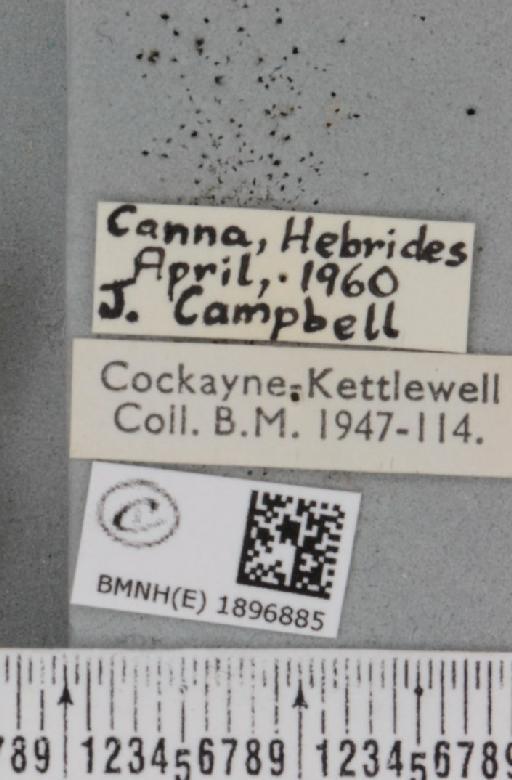 Canna, Hebrides
April, . 1960
J. Campbell
Cockayne-Kettlewell
Coll. B.M. 1947-114.
C
BMNH(E) 1896885
789 123456789 123456789